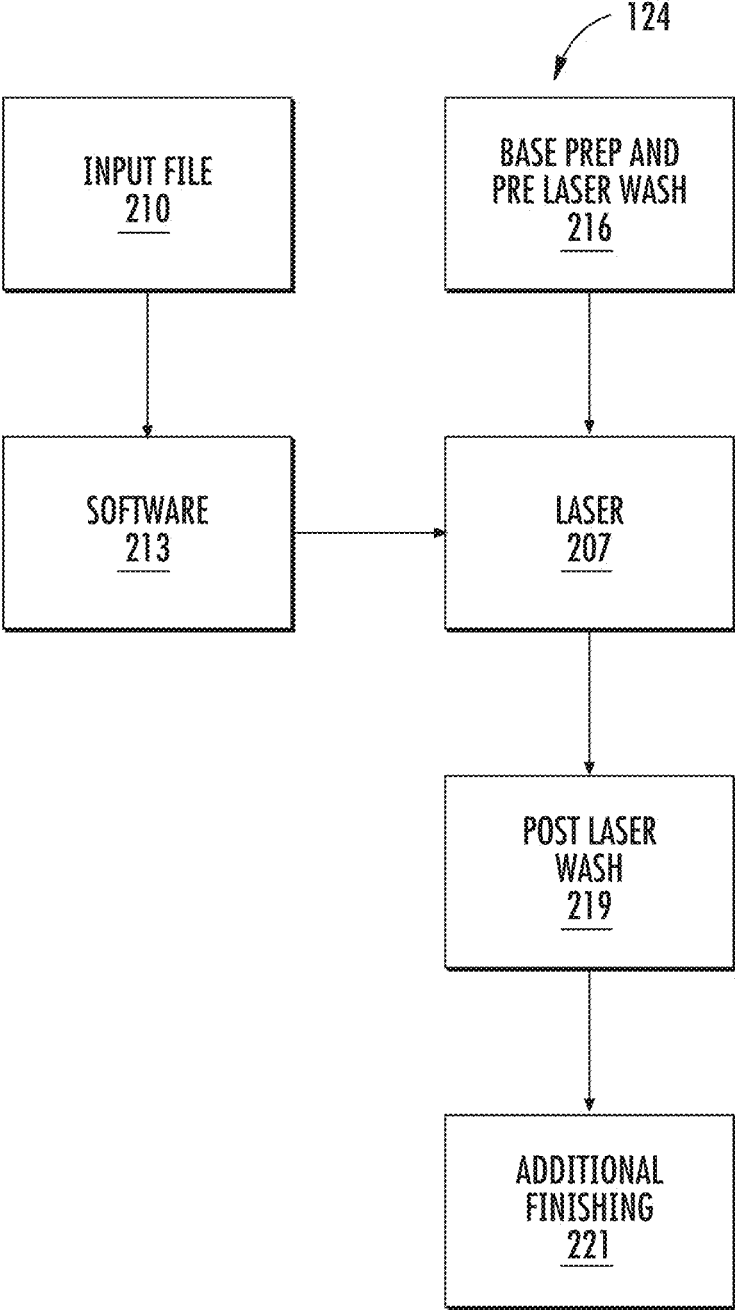 124
INPUT FILE
210
BASE PREP AND
PRE LASER WASH
216
SOFTWARE
213
LASER
207
POST LASER
WASH
219
ADDITIONAL
FINISHING
221